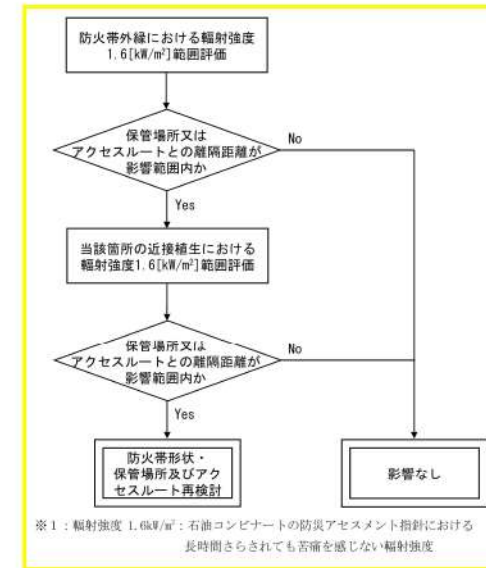 防火帯外縁における輻射強度
1.6[kW/m²]範囲評価
保管場所又は
アクセスルートとの離隔距離が
影響範囲内か
No
Yes
当該箇所の近接植生における
輻射強度1.6[kW/m²]範囲評価
保管場所又は
アクセスルートとの離隔距離が
影響範囲内か
No
Yes
防火帯形状・
保管場所及びアク
セスルート再検討
影響なし
※1:輻射強度 1.6kW/m²:石油コンビナートの防災アセスメント指針における
長時間さらされても苦痛を感じない輻射強度